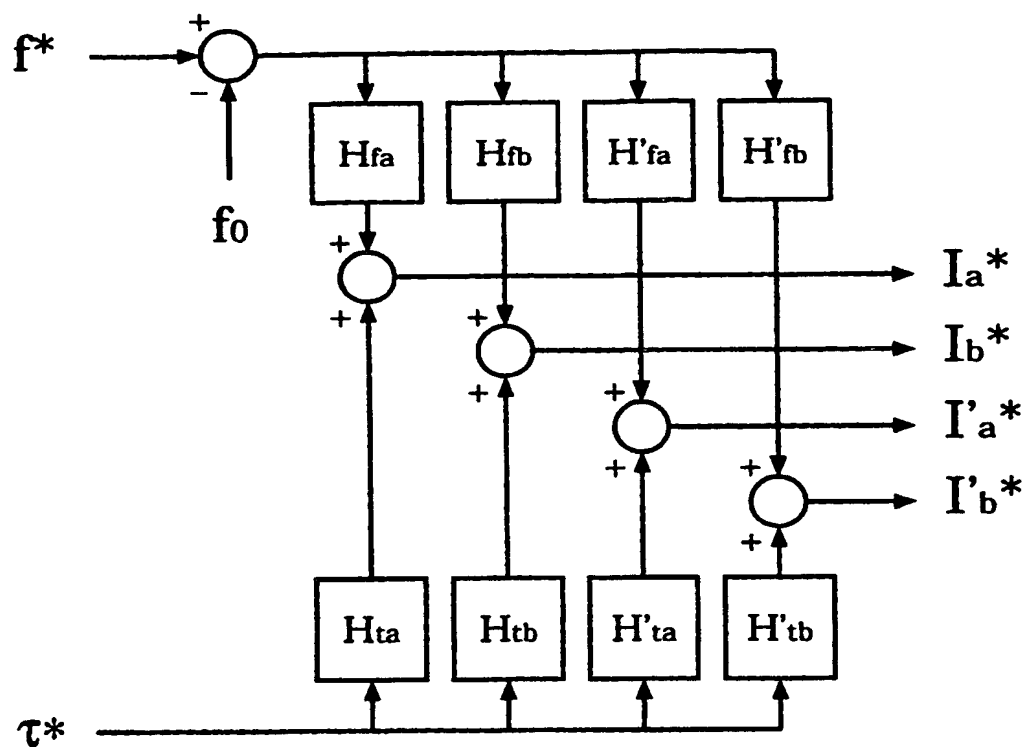 f*
+
−
f0
Hfa
Hfb
H'fa
H'fb
+
+
Ia*
+
+
Ib*
+
+
I'a*
+
+
I'b*
Hta
Htb
H'ta
H'tb
τ*